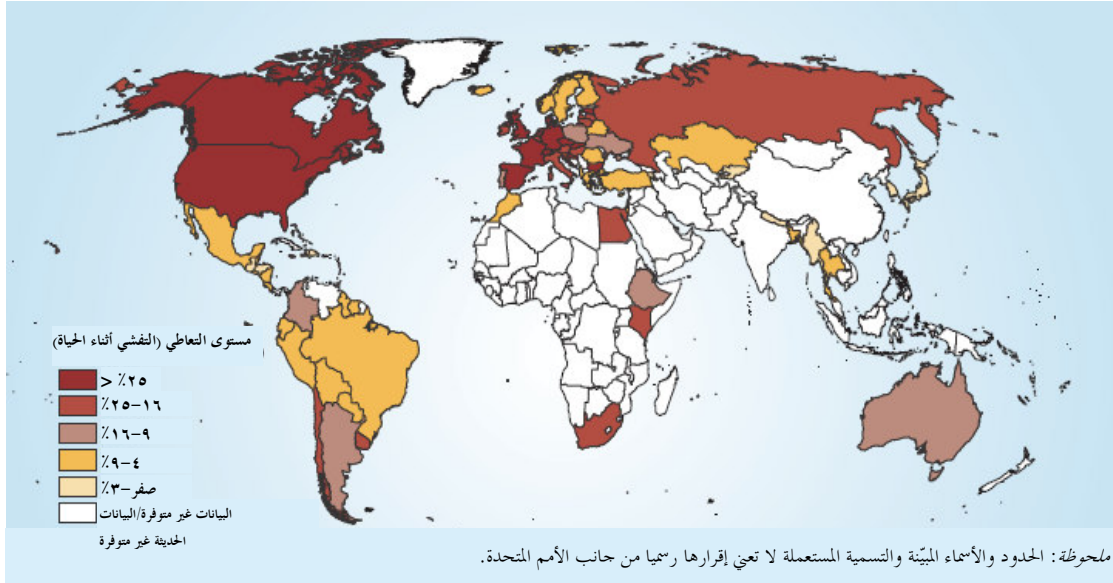 مستوى التعاطي (التفشي أثناء الحياة)
> ٢٥٪
١٦-٢٥٪
٩-١٦٪
٤-٩٪
صفر-٣٪
البيانات غير متوفرة/البيانات
الحديثة غير متوفرة
ملحوظة: الحدود والأسماء المبيّنة والتسمية المستعملة لا تعني إقرارها رسميا من جانب الأمم المتحدة.